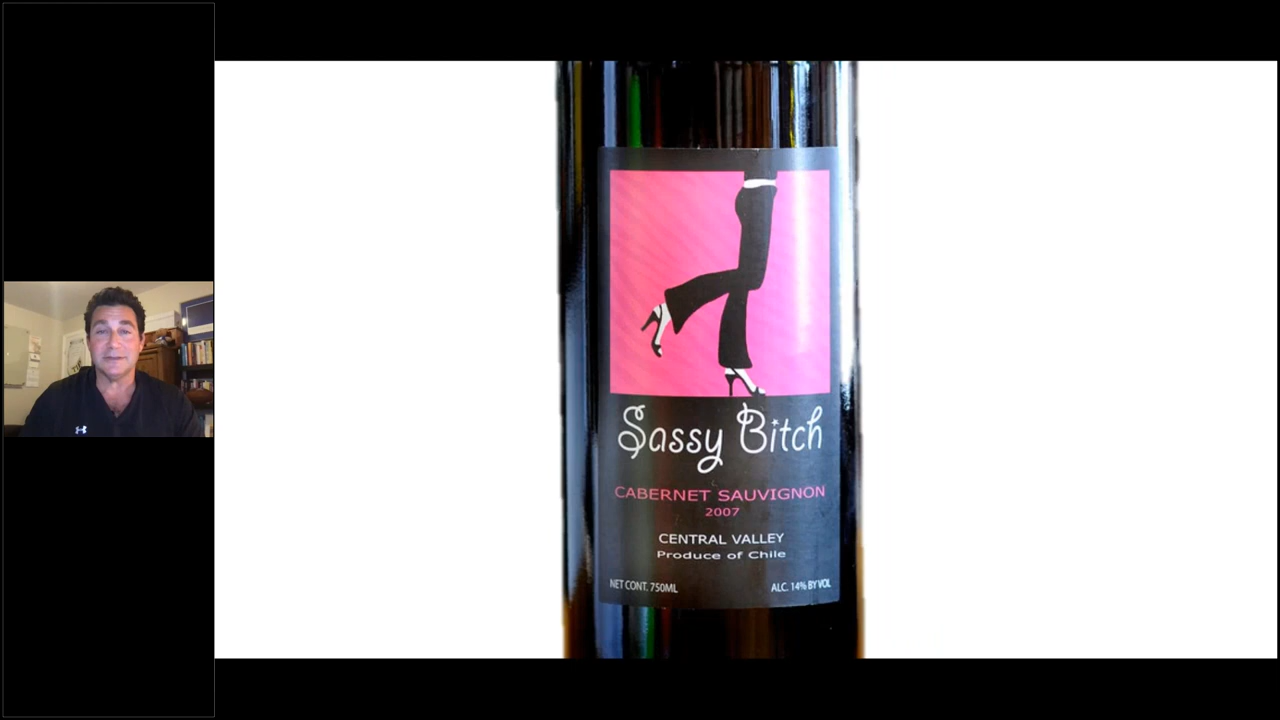 Sassy Bitch
CABERNET SAUVIGNON
2007
CENTRAL VALLEY
Produce of Chile
NET CONT. 750ML ALC. 14% BY VOL